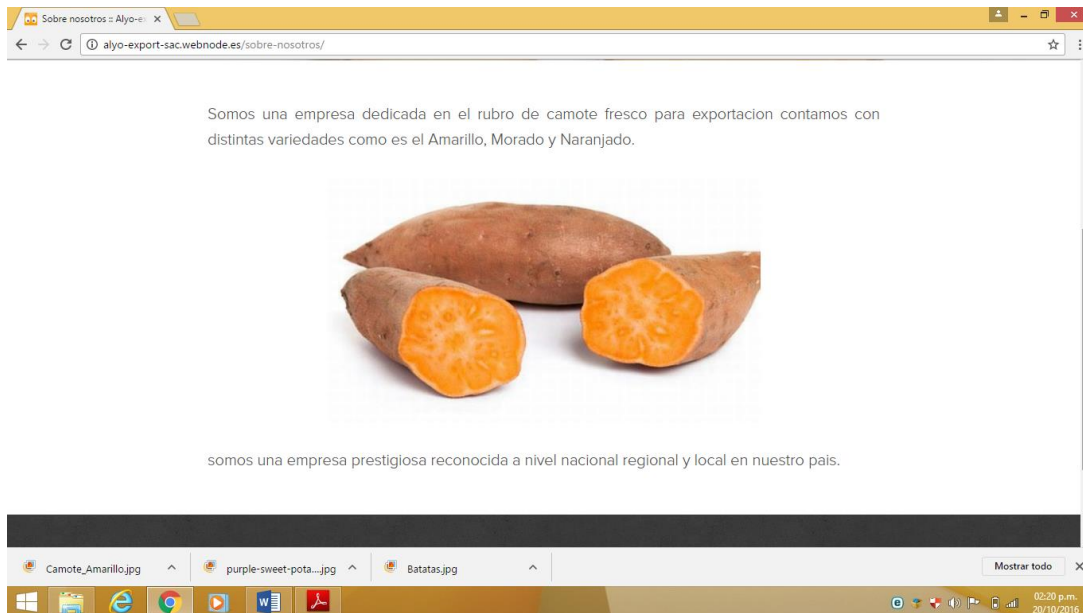 Sobre nosotros :: Alyo-e
alyo-export-sac.webnode.es/sobre-nosotros/
Somos una empresa dedicada en el rubro de camote fresco para exportacion contamos con
distintas variedades como es el Amarillo, Morado y Naranjado.
somos una empresa prestigiosa reconocida a nivel nacional regional y local en nuestro pais.
Camote_Amarillo.jpg
purple-sweet-pota....jpg
Batatas.jpg
Mostrar todo
02:20 p.m.
20/10/2016